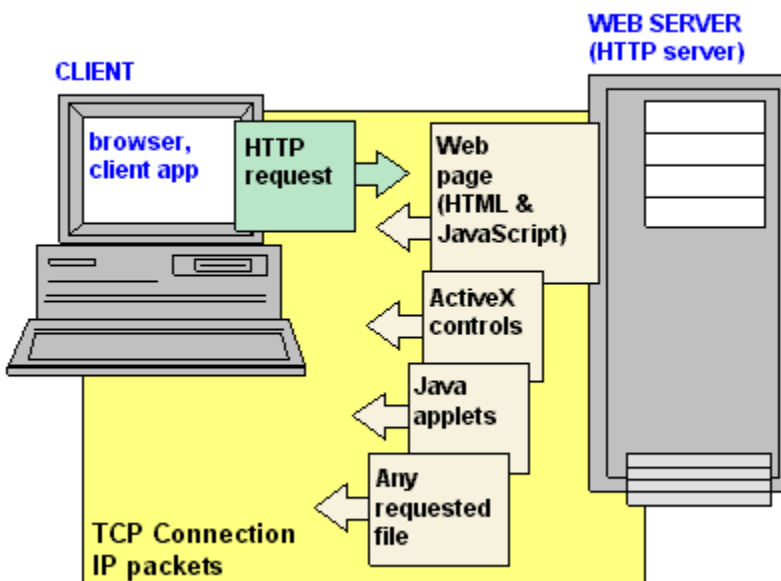 WEB SERVER
(HTTP server)
CLIENT
browser,
client app
HTTP
request
Web
page
(HTML &
JavaScript)
ActiveX
controls
Java
applets
Any
requested
file
TCP Connection
IP packets